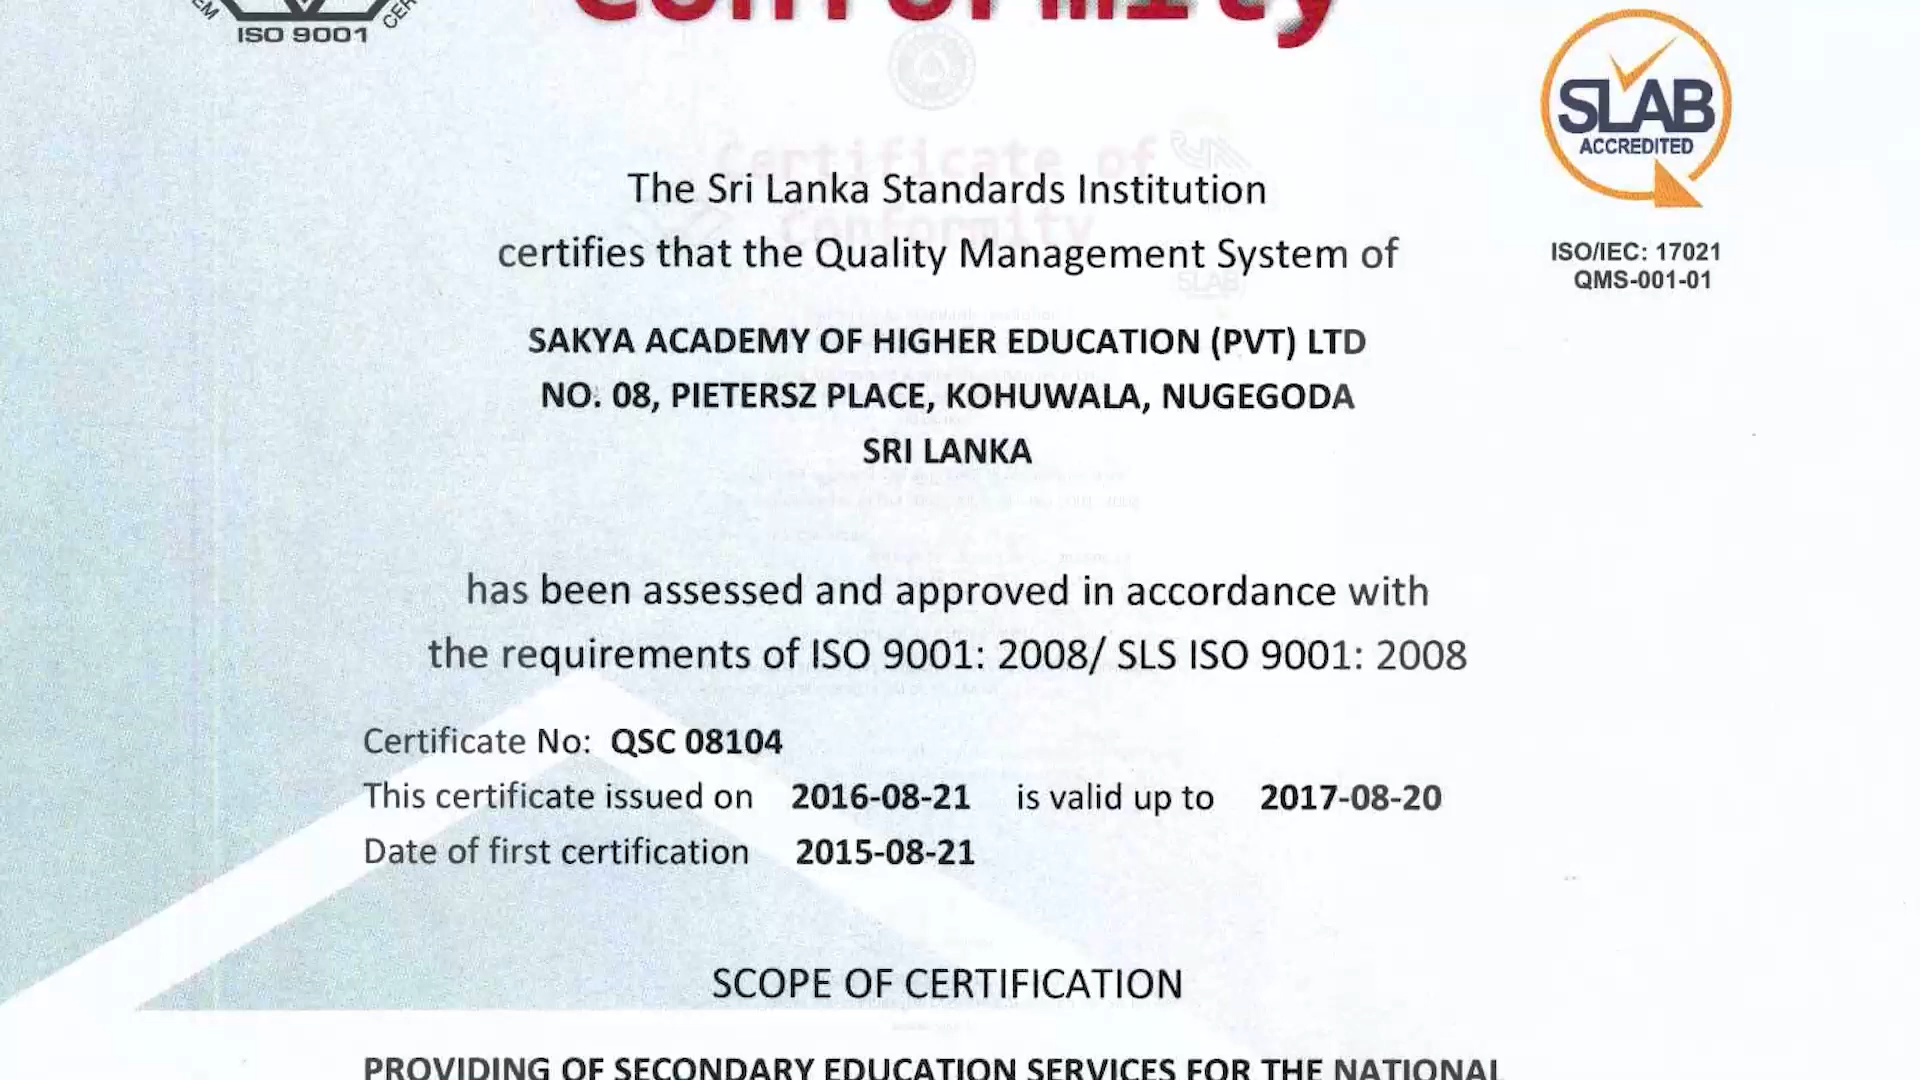 Conformity
ISO 9001
SLAB
ACCREDITED
ISO/IEC: 17021
QMS-001-01
The Sri Lanka Standards Institution
certifies that the Quality Management System of
SAKYA ACADEMY OF HIGHER EDUCATION (PVT) LTD
NO. 08, PIETERSZ PLACE, KOHUWALA, NUGEGODA
SRI LANKA
has been assessed and approved in accordance with
the requirements of ISO 9001: 2008/ SLS ISO 9001: 2008
Certificate No: QSC 08104
This certificate issued on 2016-08-21 is valid up to 2017-08-20
Date of first certification 2015-08-21
SCOPE OF CERTIFICATION
PROVIDING OF SECONDARY EDUCATION SERVICES FOR THE NATIONAL